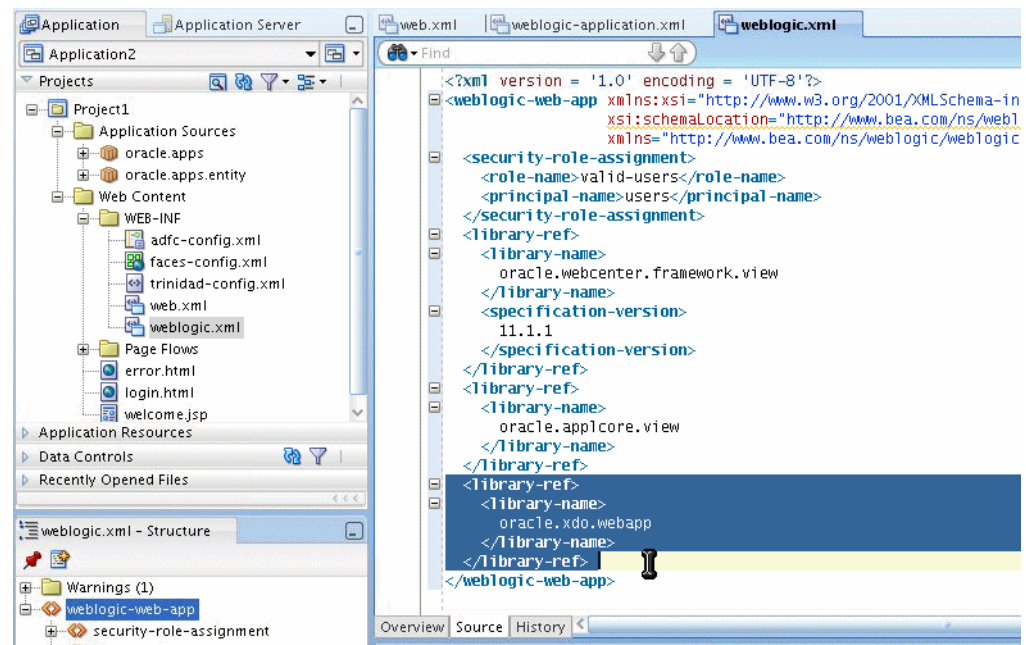 Application
Application Server
Application2
Projects
Project1
Application Sources
oracle.apps
oracle.apps.entity
Web Content
WEB-INF
adfc-config.xml
faces-config.xml
trinidad-config.xml
web.xml
weblogic.xml
Page Flows
error.html
login.html
welcome.jsp
Application Resources
Data Controls
Recently Opened Files
weblogic.xml - Structure
Warnings (1)
weblogic-web-app
security-role-assignment
web.xml
weblogic-application.xml
weblogic.xml
Find
<?xml version = '1.0' encoding = 'UTF-8'?>
<weblogic-web-app xmlns:xsi="http://www.w3.org/2001/XMLSchema-in
xsi:schemaLocation="http://www.bea.com/ns/webl
xmlns="http://www.bea.com/ns/weblogic/weblogic
<security-role-assignment>
<role-name>valid-users</role-name>
<principal-name>users</principal-name>
</security-role-assignment>
<library-ref>
<library-name>
oracle.webcenter.framework.view
</library-name>
<specification-version>
11.1.1
</specification-version>
</library-ref>
<library-ref>
<library-name>
oracle.applcore.view
</library-name>
</library-ref>
<library-ref>
<library-name>
oracle.xdo.webapp
</library-name>
</library-ref>
</weblogic-web-app>
Overview
Source
History